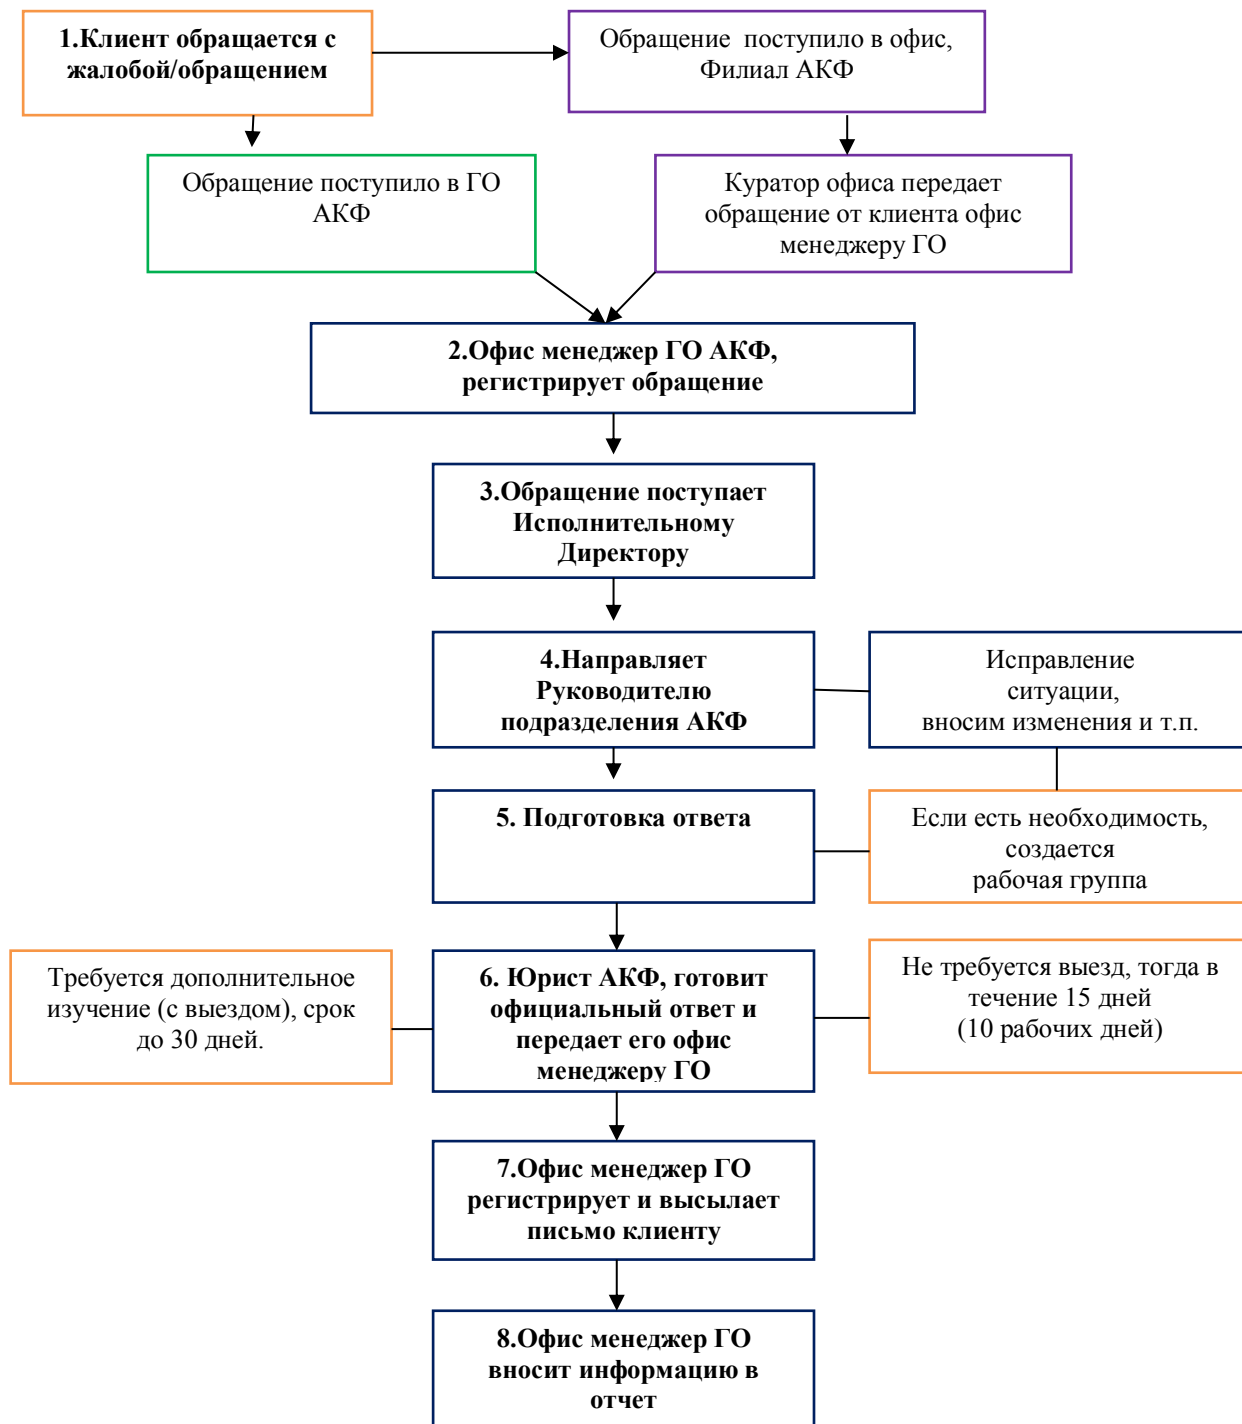 1.Клиент обращается с
жалобой/обращением
Обращение поступило в офис,
Филиал АКФ
Обращение поступило в ГО
АКФ
Куратор офиса передает
обращение от клиента офис
менеджеру ГО
2.Офис менеджер ГО АКФ,
регистрирует обращение
3.Обращение поступает
Исполнительному
Директору
4.Направляет
Руководителю
подразделения АКФ
Исправление
ситуации,
вносим изменения и т.п.
5. Подготовка ответа
Если есть необходимость,
создается
рабочая группа
Требуется дополнительное
изучение (с выездом), срок
до 30 дней.
6. Юрист АКФ, готовит
официальный ответ и
передает его офис
менеджеру ГО
Не требуется выезд, тогда в
течение 15 дней
(10 рабочих дней)
7.Офис менеджер ГО
регистрирует и высылает
письмо клиенту
8.Офис менеджер ГО
вносит информацию в
отчет